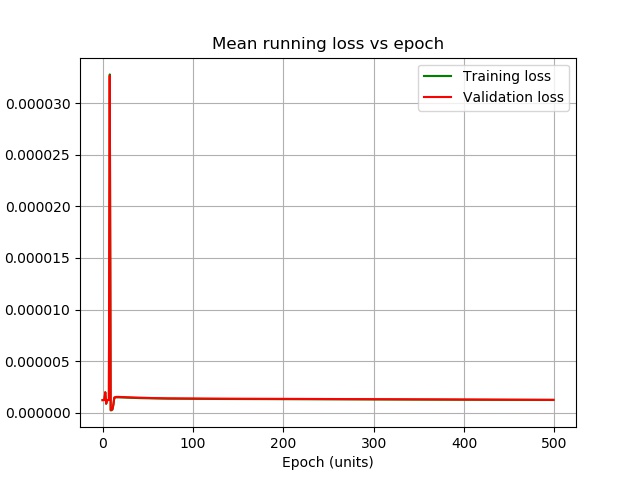 Mean running loss vs epoch
Training loss
Validation loss
0.000030
0.000025
0.000020
0.000015
0.000010
0.000005
0.000000
0 100 200 300 400 500
Epoch (units)